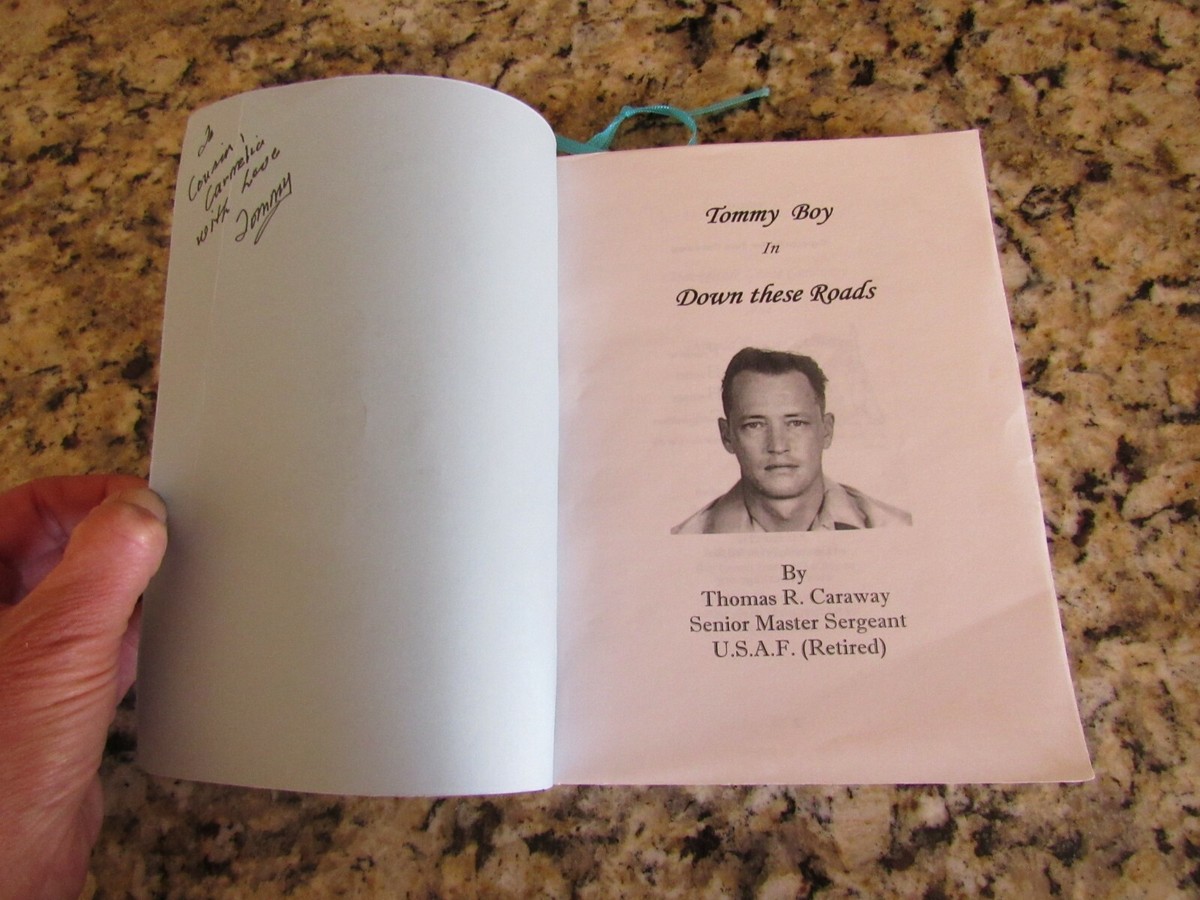 To
Cousin!
Carmelia
with Love
Tommy
Tommy Boy
In
Down these Roads
By
Thomas R. Caraway
Senior Master Sergeant
U.S.A.F. (Retired)